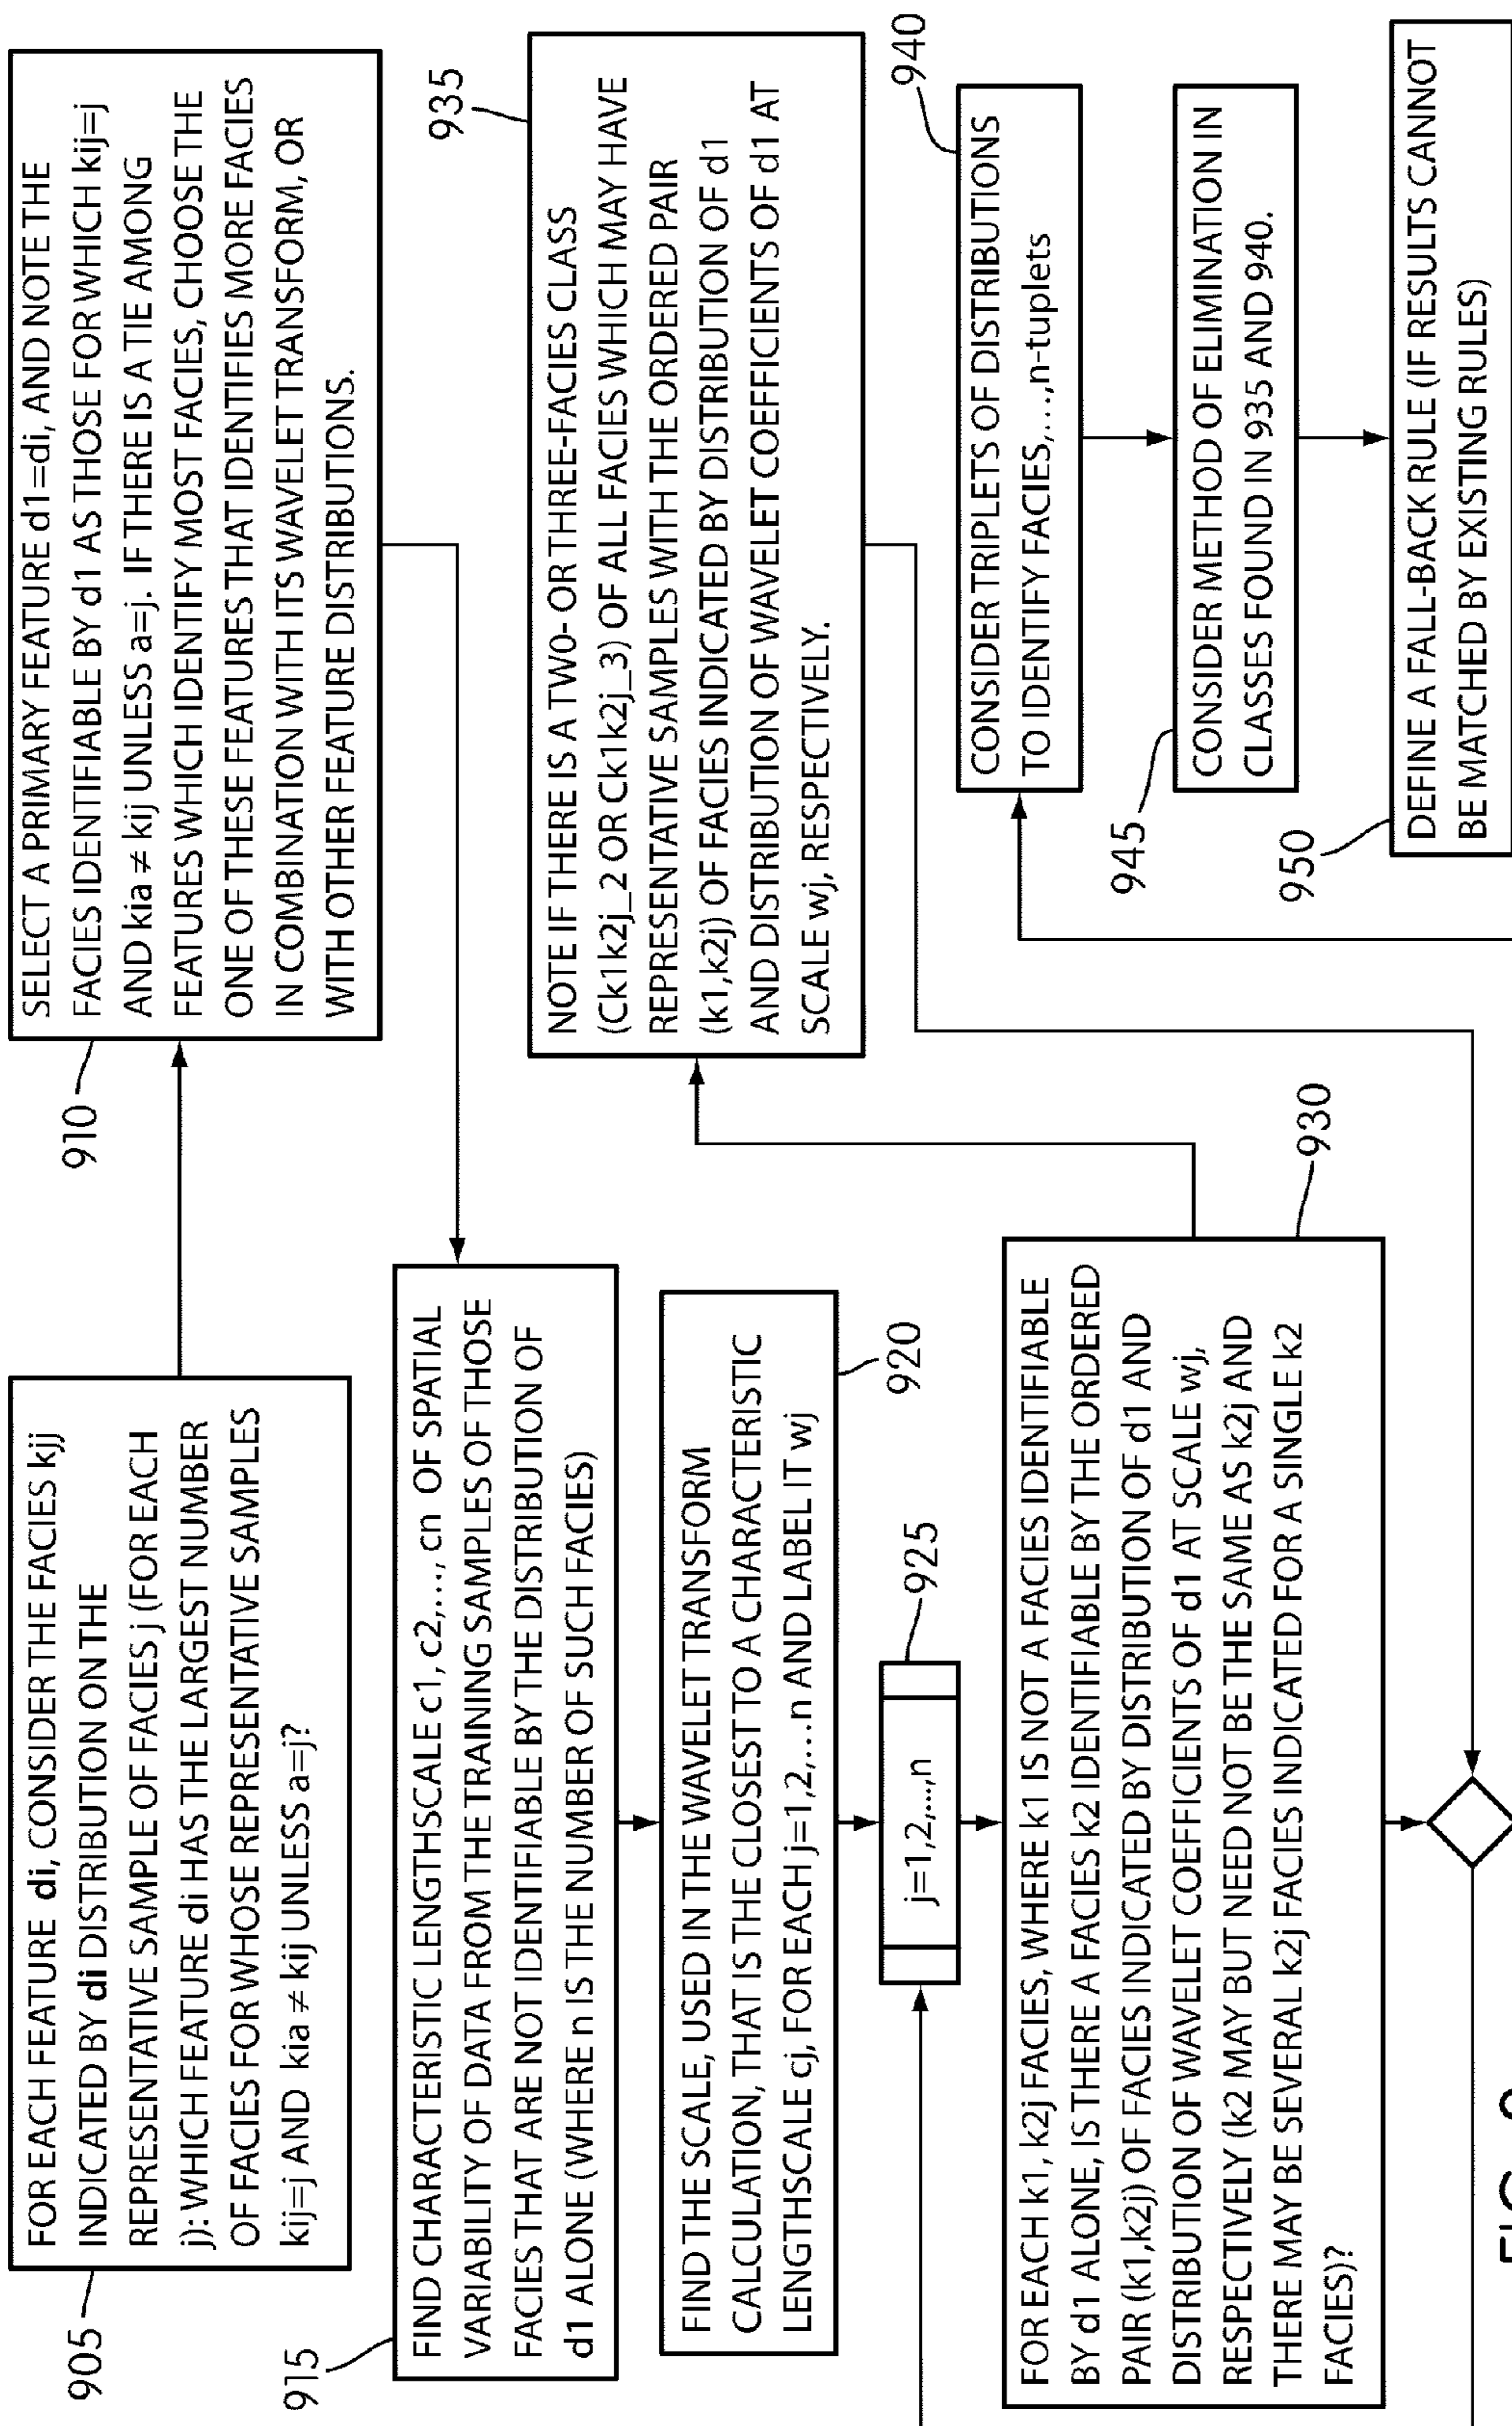 905
FOR EACH FEATURE di, CONSIDER THE FACIES kij
INDICATED BY di DISTRIBUTION ON THE
REPRESENTATIVE SAMPLE OF FACIES j (FOR EACH
j): WHICH FEATURE di HAS THE LARGEST NUMBER
OF FACIES FOR WHOSE REPRESENTATIVE SAMPLES
kij=j AND kia ≠ kij UNLESS a=j?
910
SELECT A PRIMARY FEATURE d1=di, AND NOTE THE
FACIES IDENTIFIABLE BY d1 AS THOSE FOR WHICH kij=j
AND kia ≠ kij UNLESS a=j. IF THERE IS A TIE AMONG
FEATURES WHICH IDENTIFY MOST FACIES, CHOOSE THE
ONE OF THESE FEATURES THAT IDENTIFIES MORE FACIES
IN COMBINATION WITH ITS WAVELET TRANSFORM, OR
WITH OTHER FEATURE DISTRIBUTIONS.
915
FIND CHARACTERISTIC LENGTHSCALE c1, c2,..., cn OF SPATIAL
VARIABILITY OF DATA FROM THE TRAINING SAMPLES OF THOSE
FACIES THAT ARE NOT IDENTIFIABLE BY THE DISTRIBUTION OF
d1 ALONE (WHERE n IS THE NUMBER OF SUCH FACIES)
920
FIND THE SCALE, USED IN THE WAVELET TRANSFORM
CALCULATION, THAT IS THE CLOSEST TO A CHARACTERISTIC
LENGTHSCALE cj, FOR EACH j=1,2,...n AND LABEL IT wj
925
j=1,2,...,n
930
FOR EACH k1, k2j FACIES, WHERE k1 IS NOT A FACIES IDENTIFIABLE
BY d1 ALONE, IS THERE A FACIES k2 IDENTIFIABLE BY THE ORDERED
PAIR (k1,k2j) OF FACIES INDICATED BY DISTRIBUTION OF d1 AND
DISTRIBUTION OF WAVELET COEFFICIENTS OF d1 AT SCALE wj,
RESPECTIVELY (k2 MAY BUT NEED NOT BE THE SAME AS k2j AND
THERE MAY BE SEVERAL k2j FACIES INDICATED FOR A SINGLE k2
FACIES)?
935
NOTE IF THERE IS A TW0- OR THREE-FACIES CLASS
(Ck1k2j_2 OR Ck1k2j_3) OF ALL FACIES WHICH MAY HAVE
REPRESENTATIVE SAMPLES WITH THE ORDERED PAIR
(k1,k2j) OF FACIES INDICATED BY DISTRIBUTION OF d1
AND DISTRIBUTION OF WAVELET COEFFICIENTS OF d1 AT
SCALE wj, RESPECTIVELY.
940
CONSIDER TRIPLETS OF DISTRIBUTIONS
TO IDENTIFY FACIES,...,n-tuplets
945
CONSIDER METHOD OF ELIMINATION IN
CLASSES FOUND IN 935 AND 940.
950
DEFINE A FALL-BACK RULE (IF RESULTS CANNOT
BE MATCHED BY EXISTING RULES)